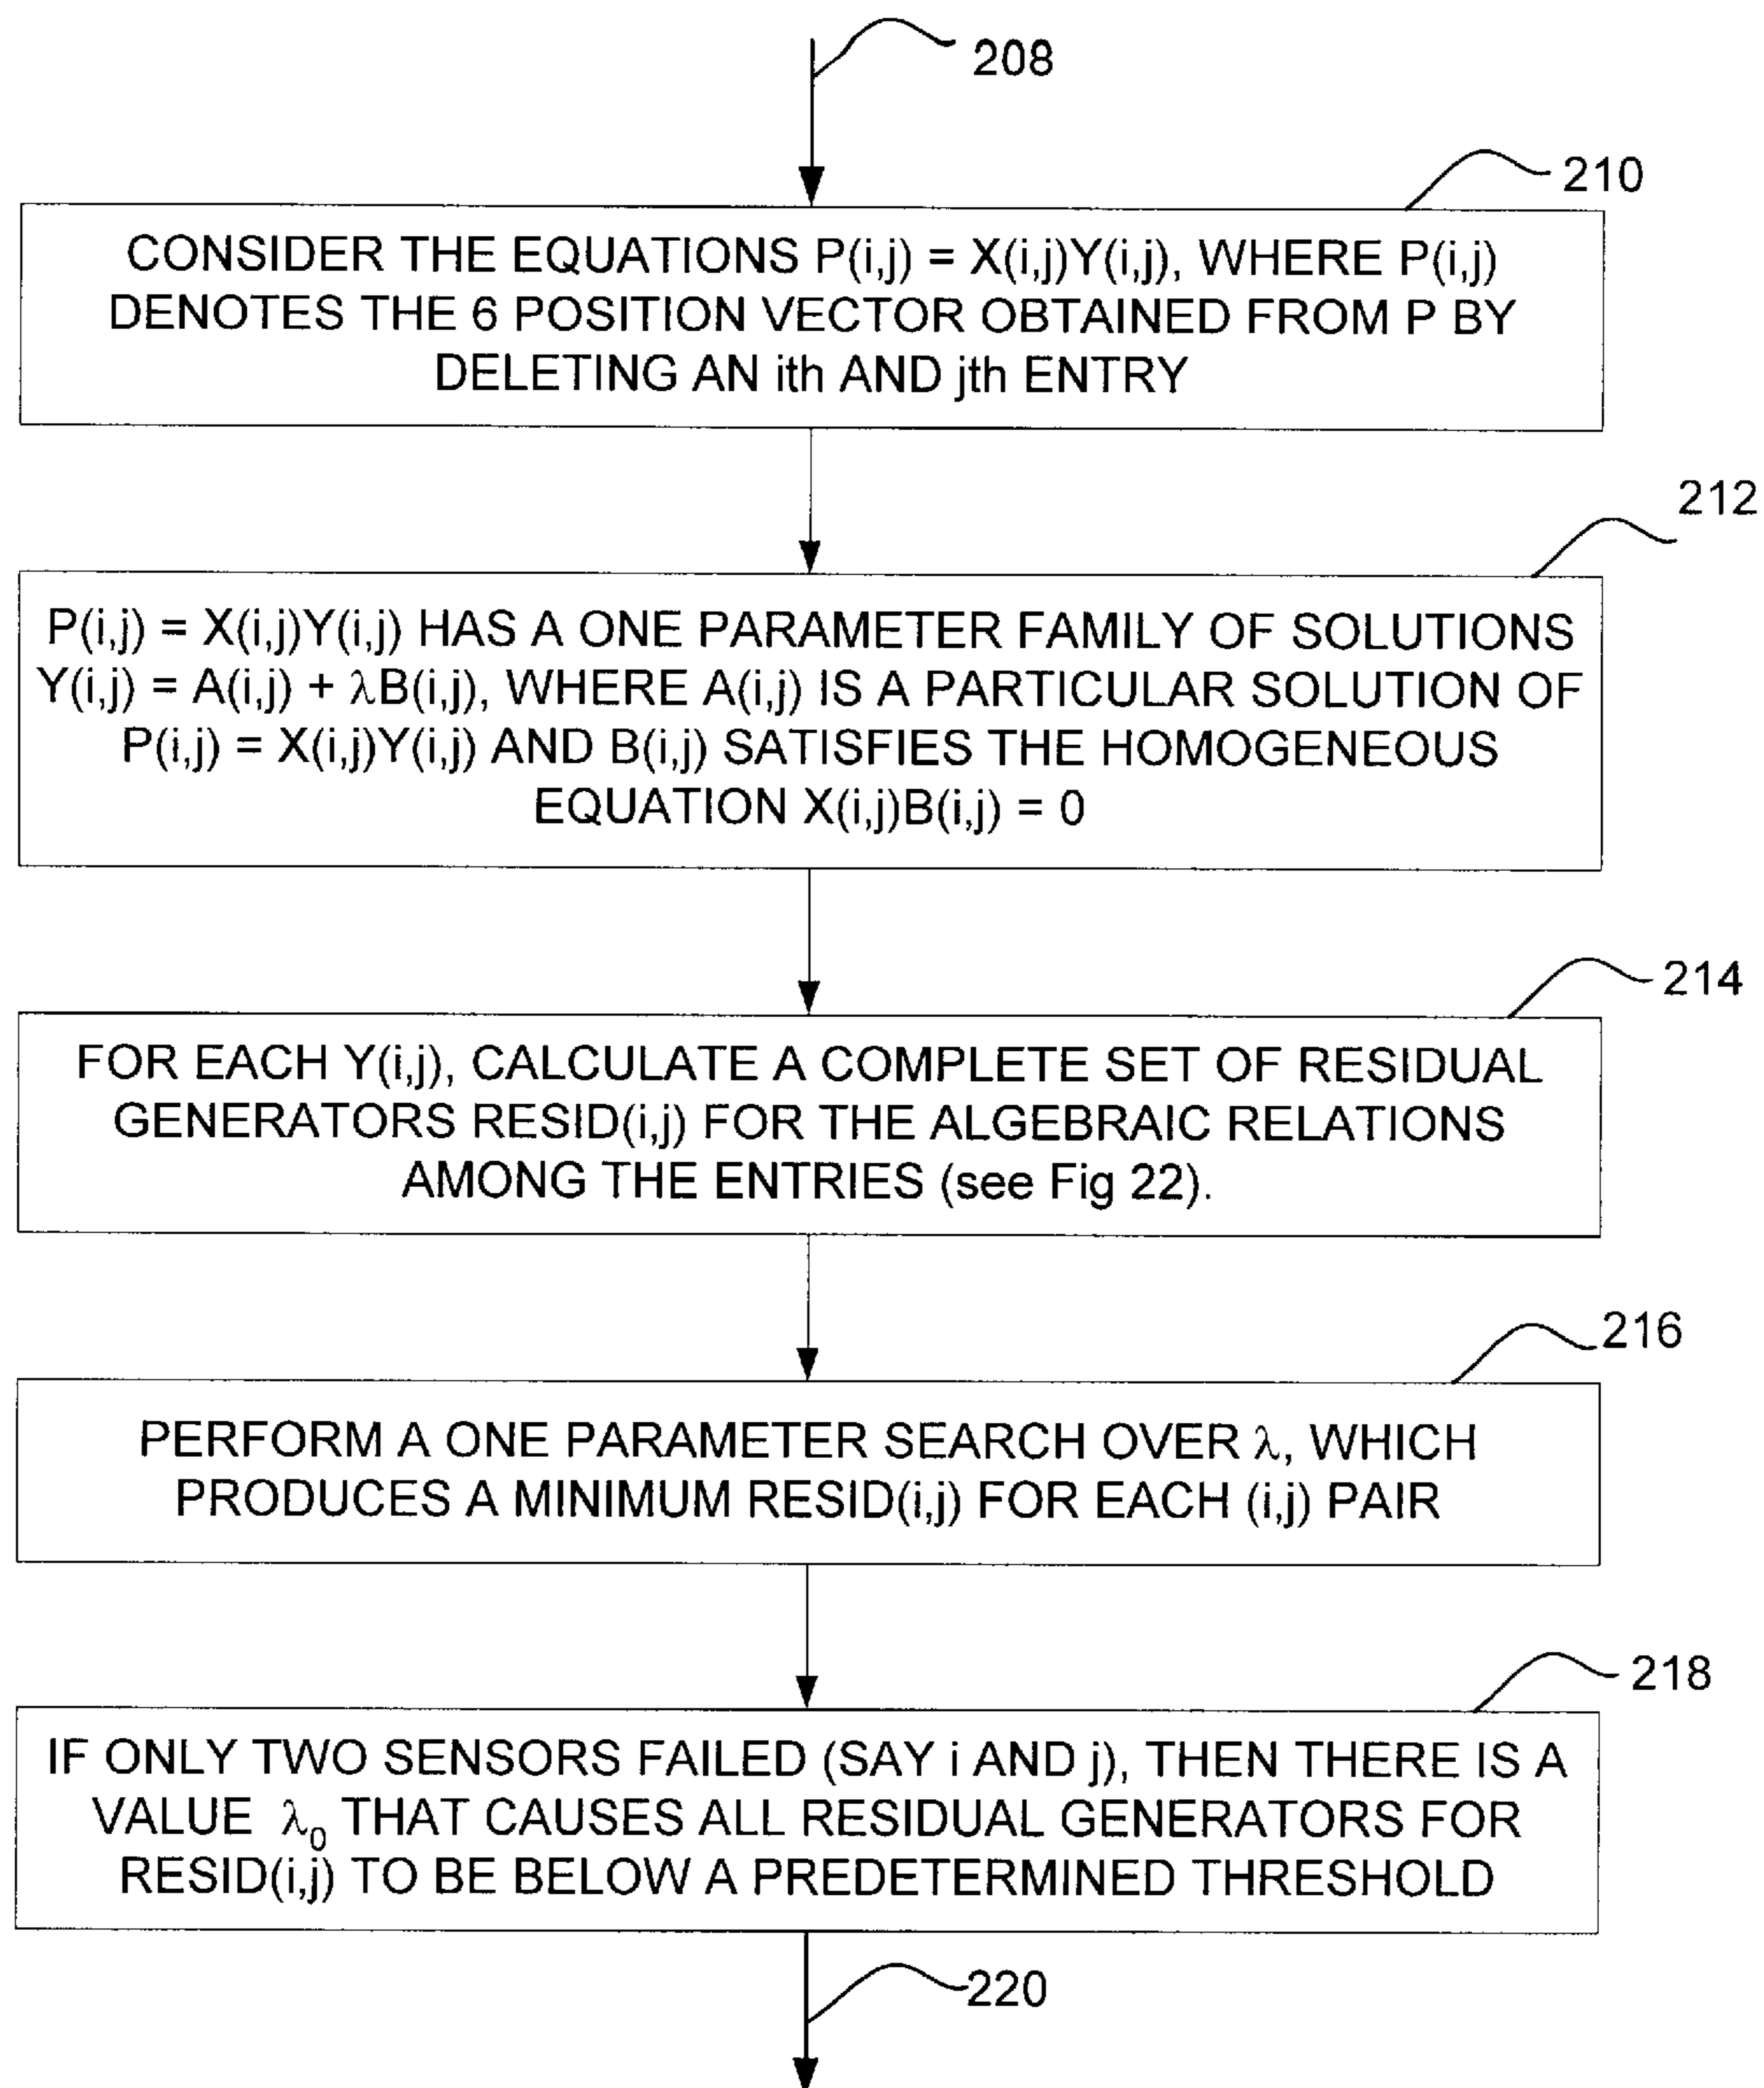 208
210
CONSIDER THE EQUATIONS P(i,j) = X(i,j)Y(i,j), WHERE P(i,j)
DENOTES THE 6 POSITION VECTOR OBTAINED FROM P BY
DELETING AN ith AND jth ENTRY
212
P(i,j) = X(i,j)Y(i,j) HAS A ONE PARAMETER FAMILY OF SOLUTIONS
Y(i,j) = A(i,j) + λB(i,j), WHERE A(i,j) IS A PARTICULAR SOLUTION OF
P(i,j) = X(i,j)Y(i,j) AND B(i,j) SATISFIES THE HOMOGENEOUS
EQUATION X(i,j)B(i,j) = 0
214
FOR EACH Y(i,j), CALCULATE A COMPLETE SET OF RESIDUAL
GENERATORS RESID(i,j) FOR THE ALGEBRAIC RELATIONS
AMONG THE ENTRIES (see Fig 22).
216
PERFORM A ONE PARAMETER SEARCH OVER λ, WHICH
PRODUCES A MINIMUM RESID(i,j) FOR EACH (i,j) PAIR
218
IF ONLY TWO SENSORS FAILED (SAY i AND j), THEN THERE IS A
VALUE λ₀ THAT CAUSES ALL RESIDUAL GENERATORS FOR
RESID(i,j) TO BE BELOW A PREDETERMINED THRESHOLD
220